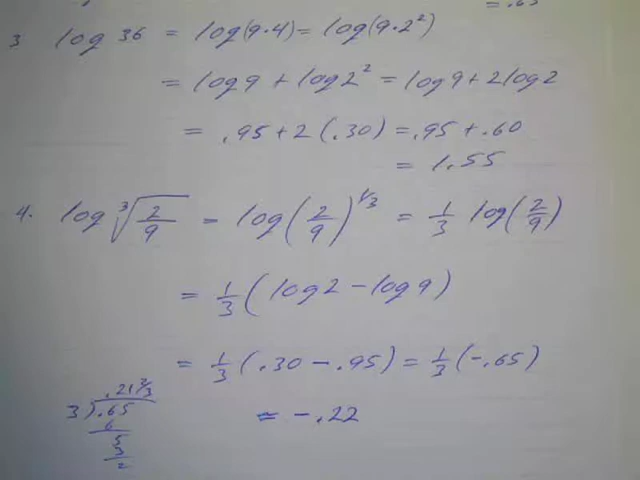 = .65
3 log 36 = log(9·4) = log(9·2²)
= log 9 + log 2² = log 9 + 2 log 2
= .95 + 2(.30) = .95 + .60
= 1.55
4. log ∛(2/9) = log(2/9)^1/3 = 1/3 log(2/9)
= 1/3 (log 2 − log 9)
= 1/3 (.30 − .95) = 1/3 (−.65)
.21 2/3
3).65
≈ −.22
6
5
3
2